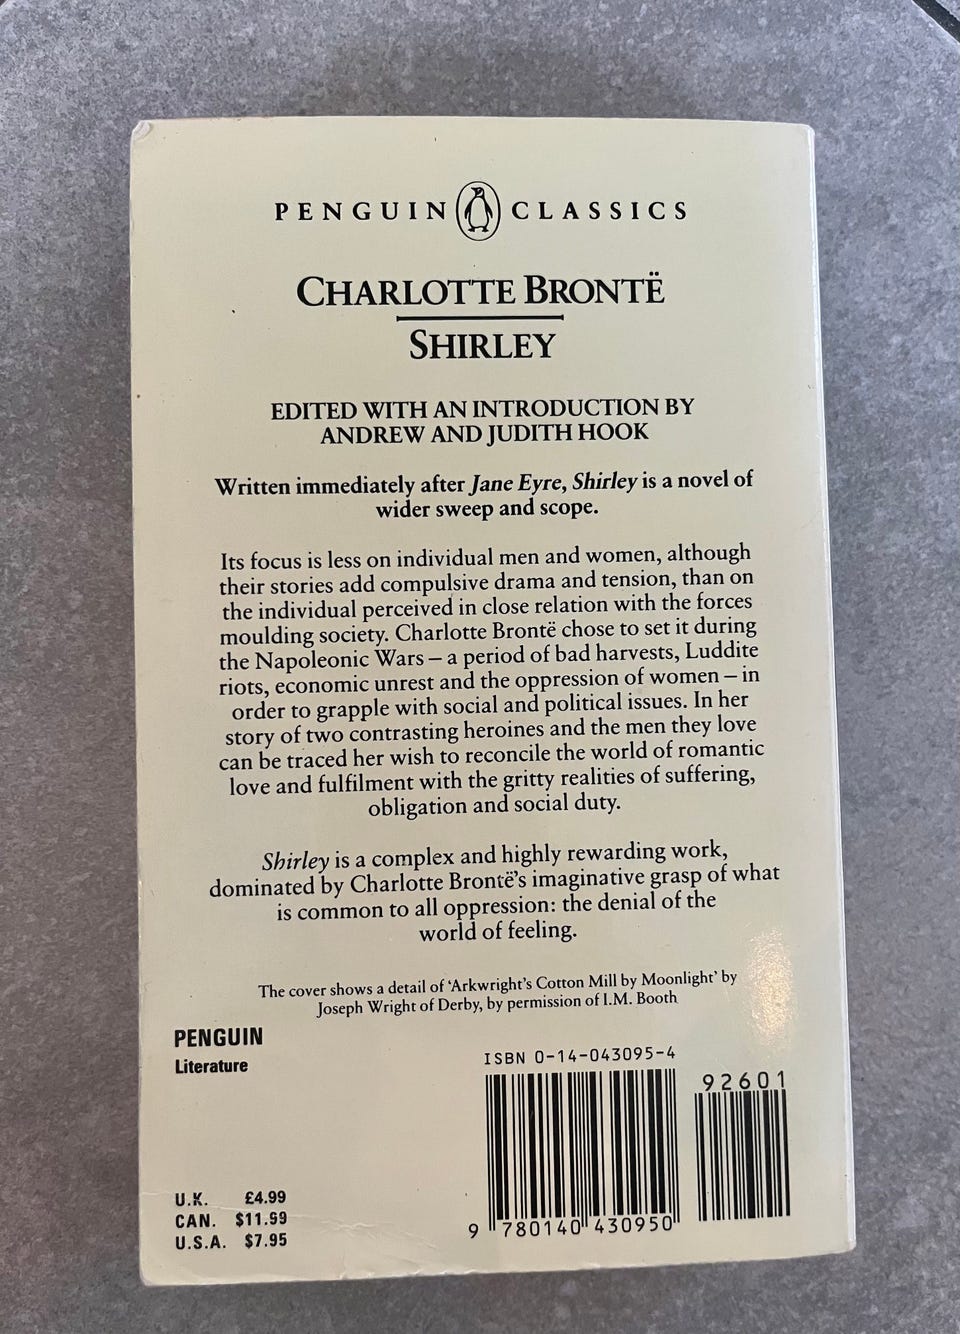 PENGUIN CLASSICS
CHARLOTTE BRONTË
SHIRLEY
EDITED WITH AN INTRODUCTION BY
ANDREW AND JUDITH HOOK
Written immediately after Jane Eyre, Shirley is a novel of
wider sweep and scope.
Its focus is less on individual men and women, although
their stories add compulsive drama and tension, than on
the individual perceived in close relation with the forces
moulding society. Charlotte Brontë chose to set it during
the Napoleonic Wars – a period of bad harvests, Luddite
riots, economic unrest and the oppression of women – in
order to grapple with social and political issues. In her
story of two contrasting heroines and the men they love
can be traced her wish to reconcile the world of romantic
love and fulfilment with the gritty realities of suffering,
obligation and social duty.
Shirley is a complex and highly rewarding work,
dominated by Charlotte Brontë's imaginative grasp of what
is common to all oppression: the denial of the
world of feeling.
The cover shows a detail of 'Arkwright's Cotton Mill by Moonlight' by
Joseph Wright of Derby, by permission of I.M. Booth
PENGUIN
Literature
ISBN 0-14-043095-4
92601
9 780140 430950
U.K. £4.99
CAN. $11.99
U.S.A. $7.95